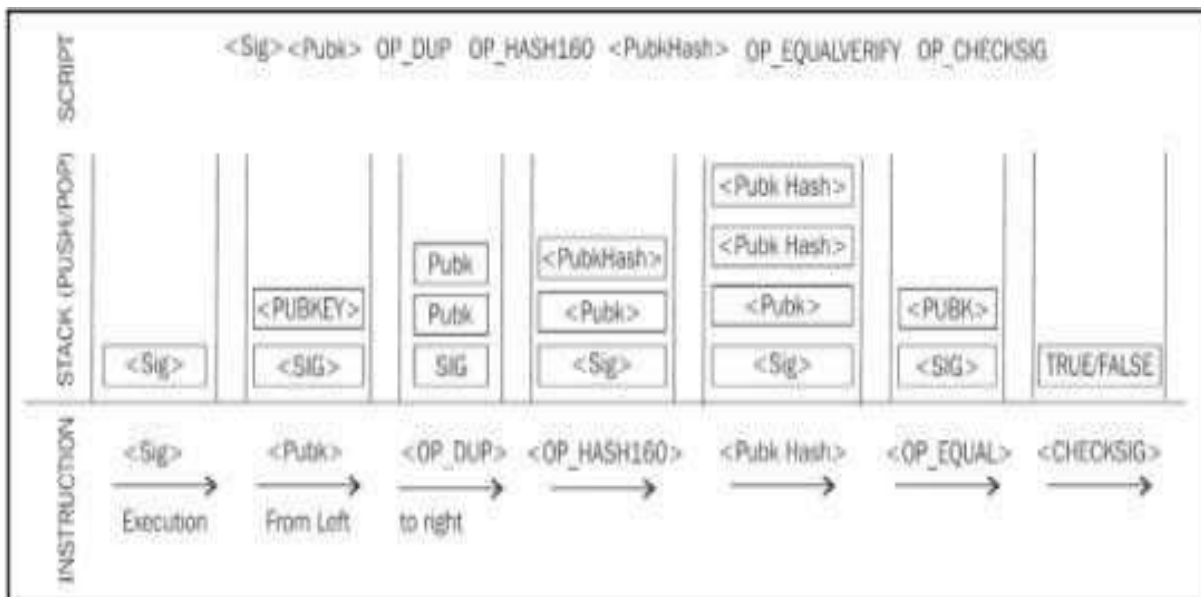 SCRIPT
<Sig> <Pubk> OP_DUP OP_HASH160 <PubkHash> OP_EQUALVERIFY OP_CHECKSIG
STACK (PUSH/POP)
<Sig>
<PUBKEY>
<SIG>
Pubk
Pubk
SIG
<PubkHash>
<Pubk>
<Sig>
<Pubk Hash>
<Pubk Hash>
<Pubk>
<Sig>
<PUBK>
<SIG>
TRUE/FALSE
INSTRUCTION
<Sig> <Pubk> <OP_DUP> <OP_HASH160> <Pubk Hash> <OP_EQUAL> <CHECKSIG>
Execution From Left to right